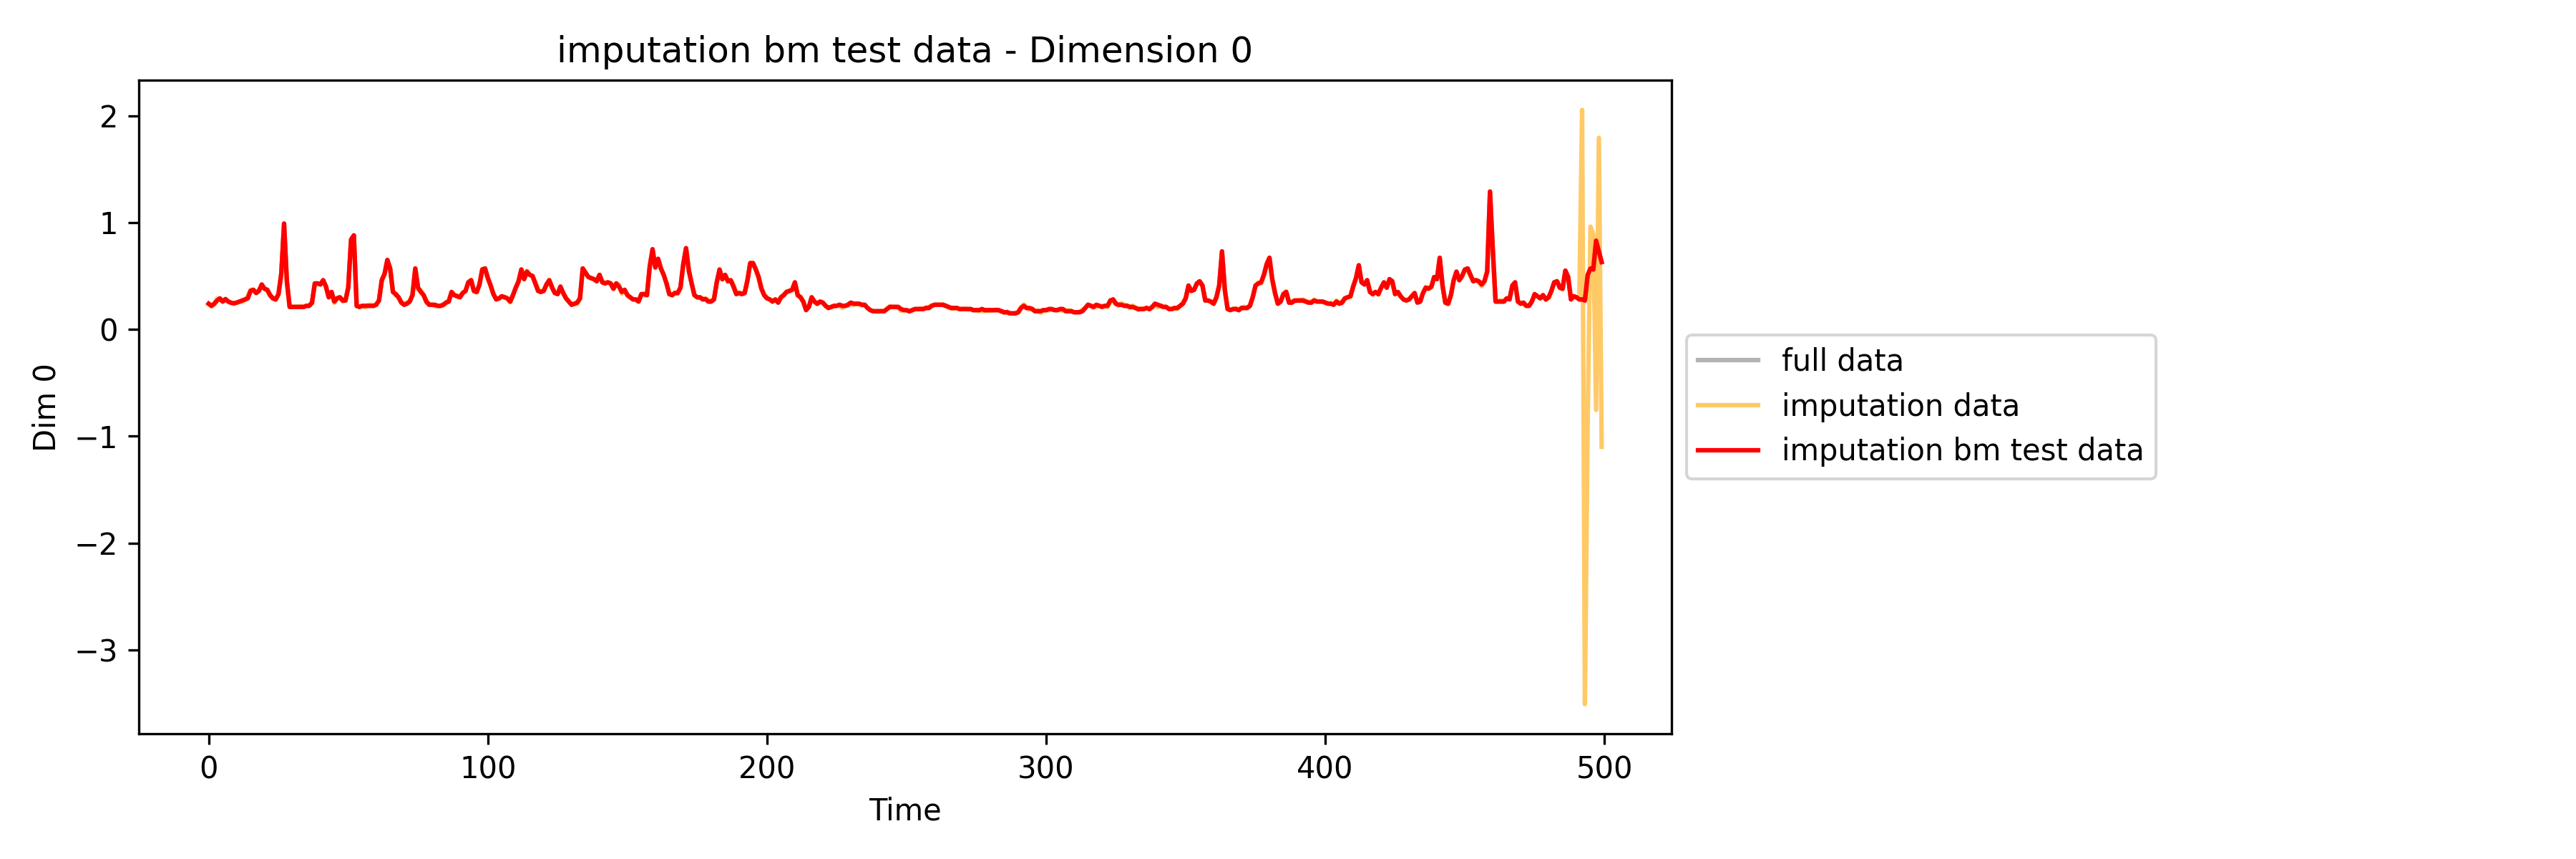 imputation bm test data - Dimension 0
2
1
0
−1
−2
−3
Dim 0
0 100 200 300 400 500
Time
full data
imputation data
imputation bm test data